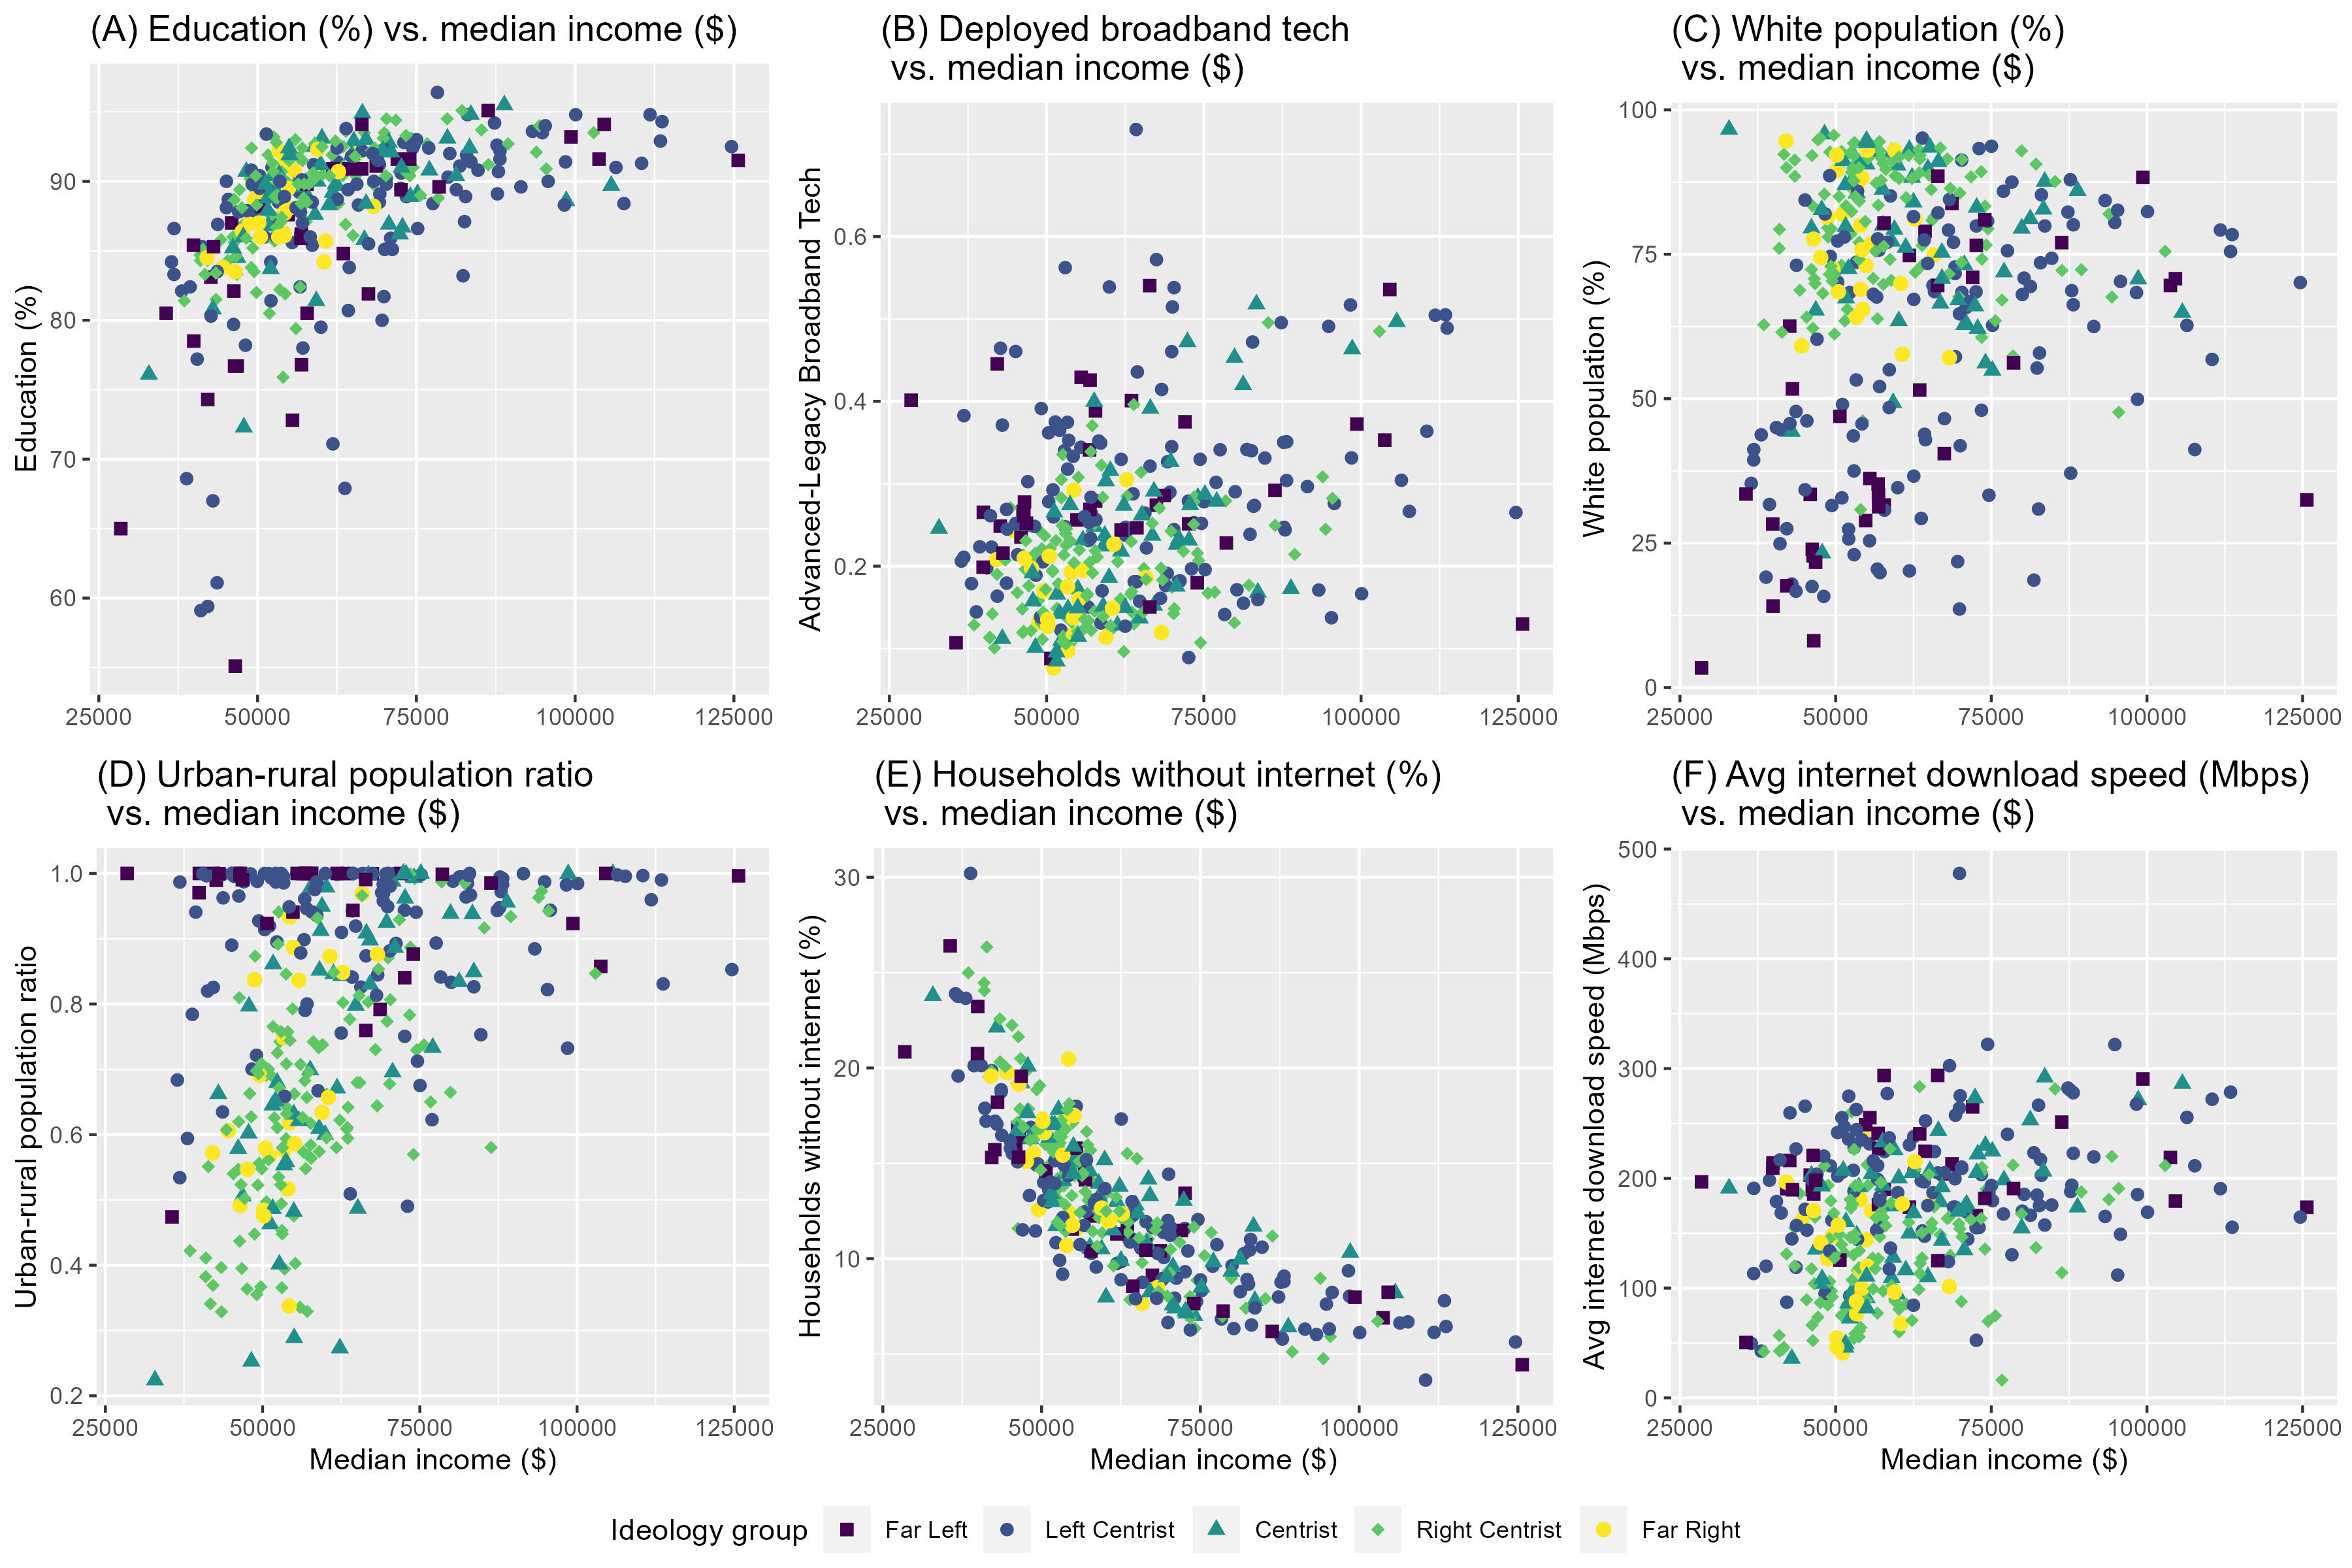 (A) Education (%) vs. median income ($)
Education (%)
90
80
70
60
25000 50000 75000 100000 125000
(B) Deployed broadband tech
vs. median income ($)
Advanced-Legacy Broadband Tech
0.6
0.4
0.2
25000 50000 75000 100000 125000
(C) White population (%)
vs. median income ($)
White population (%)
100
75
50
25
0
25000 50000 75000 100000 125000
(D) Urban-rural population ratio
vs. median income ($)
Urban-rural population ratio
1.0
0.8
0.6
0.4
0.2
25000 50000 75000 100000 125000
Median income ($)
(E) Households without internet (%)
vs. median income ($)
Households without internet (%)
30
20
10
25000 50000 75000 100000 125000
Median income ($)
(F) Avg internet download speed (Mbps)
vs. median income ($)
Avg internet download speed (Mbps)
500
400
300
200
100
0
25000 50000 75000 100000 125000
Median income ($)
Ideology group Far Left Left Centrist Centrist Right Centrist Far Right